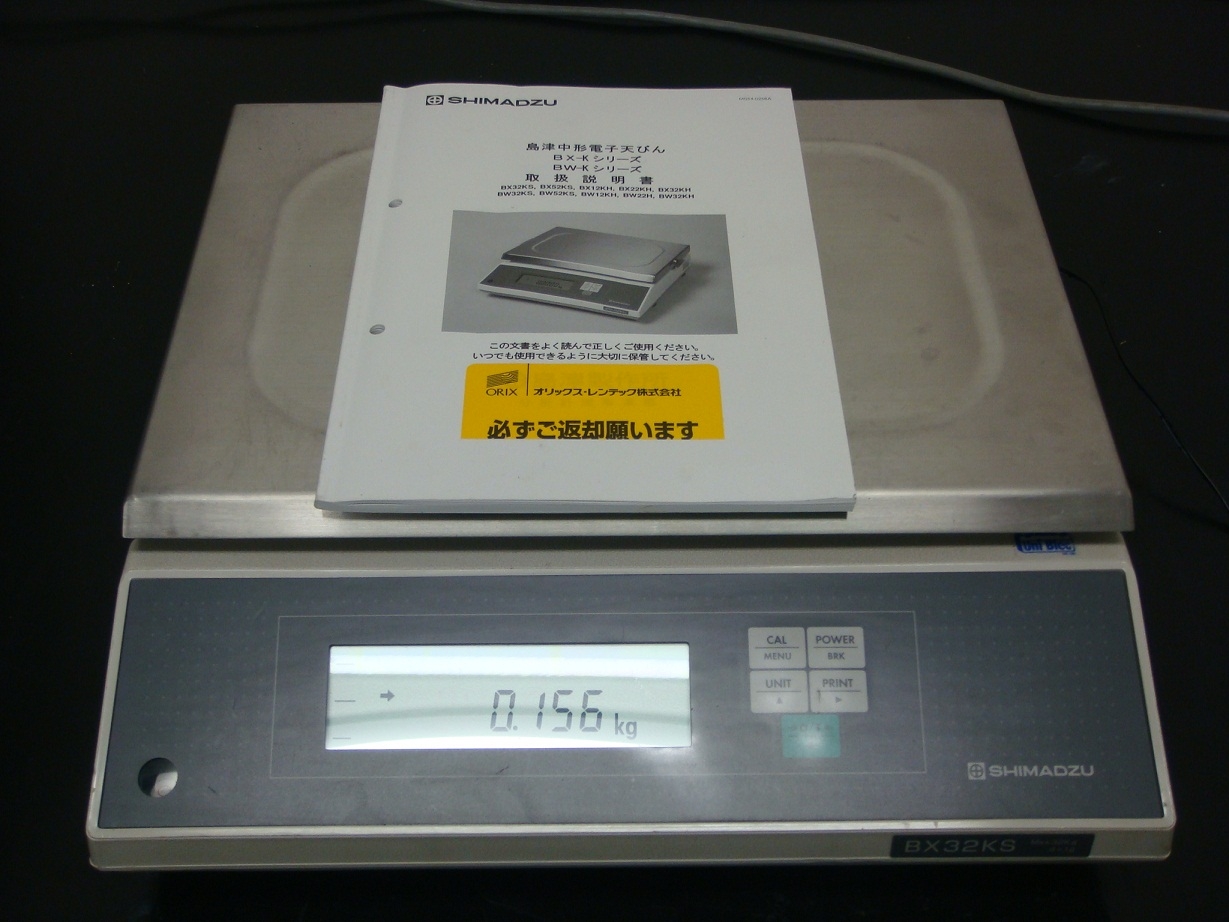 SHIMADZU
島津中形電子天びん
BX-Kシリーズ
BW-Kシリーズ
取扱説明書
BX32KS, BX52KS, BX12KH, BX22KH, BX32KH
BW32KS, BW52KS, BW12KH, BW22H, BW32KH
この文書をよく読んで正しくご使用ください。
いつでも使用できるように大切に保管してください。
ORIX オリックス・レンテック株式会社
必ずご返却願います
Uni Bloc
CAL POWER
MENU BRK
UNIT PRINT
0.156 kg
SHIMADZU
BX32KS